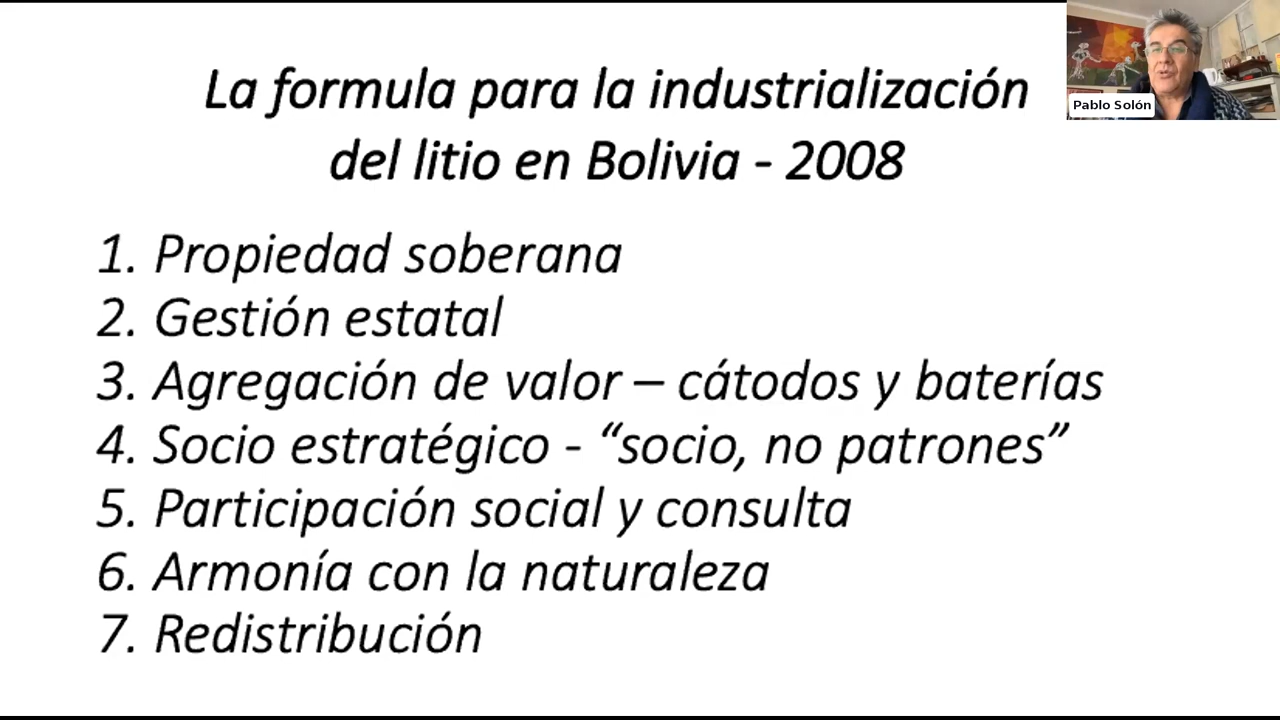 La formula para la industrialización
del litio en Bolivia - 2008
Pablo Solón
1. Propiedad soberana
2. Gestión estatal
3. Agregación de valor – cátodos y baterías
4. Socio estratégico - “socio, no patrones”
5. Participación social y consulta
6. Armonía con la naturaleza
7. Redistribución